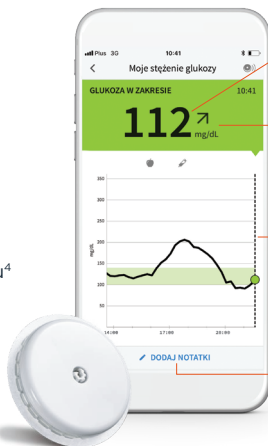 Plus 3G 10:41
Moje stężenie glukozy
GLUKOZA W ZAKRESIE 10:41
112
mg/dL
350
300
250
200
150
100
50
mg/dL
14:00 17:00 20:00
DODAJ NOTATKI
u⁴